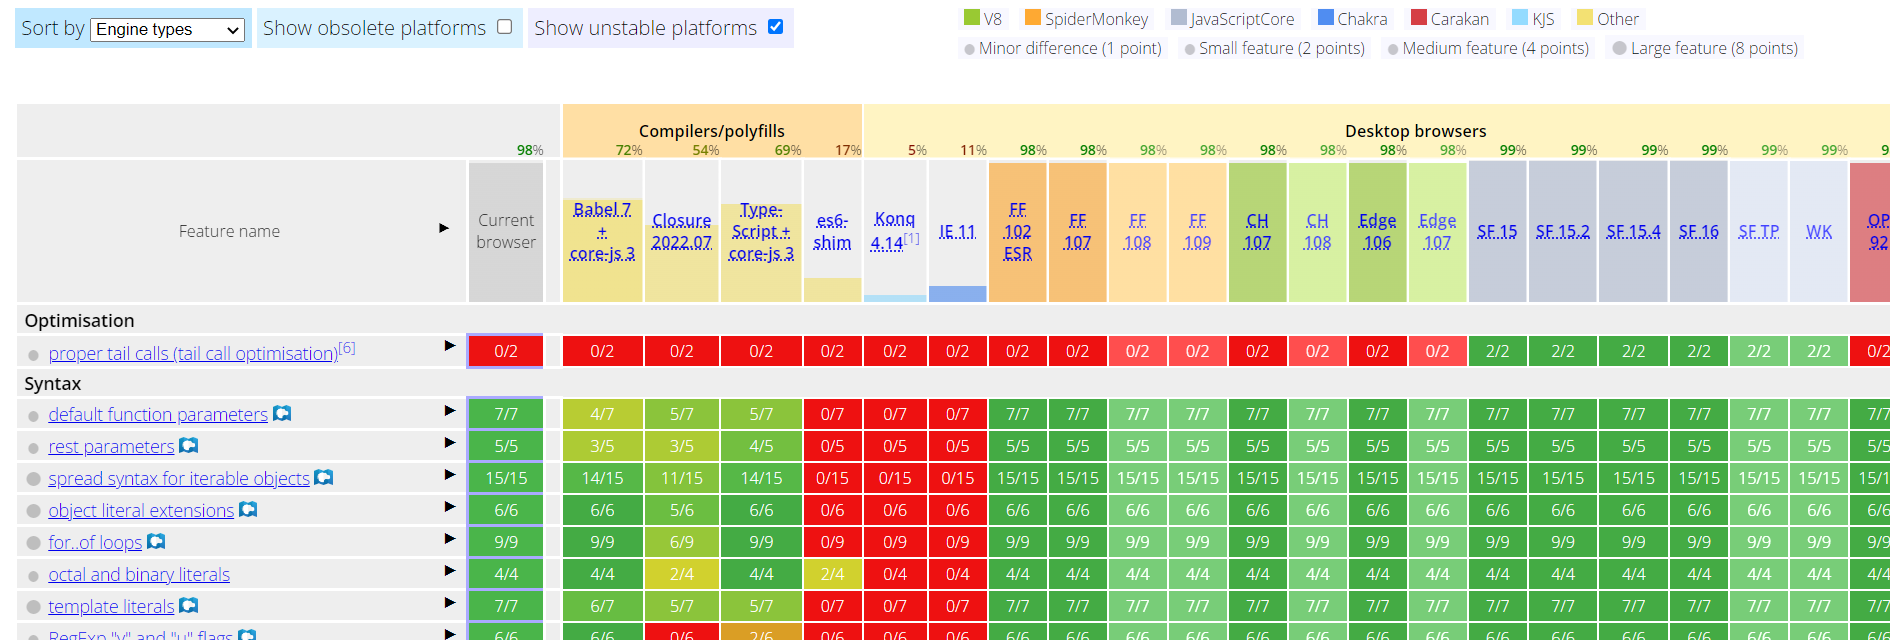 Sort by Engine types Show obsolete platforms Show unstable platforms
V8 SpiderMonkey JavaScriptCore Chakra Carakan KJS Other
Minor difference (1 point) Small feature (2 points) Medium feature (4 points) Large feature (8 points)
Compilers/polyfills Desktop browsers
98% 72% 54% 69% 17% 5% 11% 98% 98% 98% 98% 98% 98% 98% 98% 99% 99% 99% 99% 99% 99% 9
Feature name
Current browser
Babel 7 + core-js 3
Closure 2022.07
Type-Script + core-js 3
es6-shim
Konq 4.14[1]
IE 11
FF 102 ESR
FF 107
FF 108
FF 109
CH 107
CH 108
Edge 106
Edge 107
SF 15
SF 15.2
SF 15.4
SF 16
SF TP
WK
OP 92
Optimisation
proper tail calls (tail call optimisation)[6] 0/2 0/2 0/2 0/2 0/2 0/2 0/2 0/2 0/2 0/2 0/2 0/2 0/2 0/2 0/2 2/2 2/2 2/2 2/2 2/2 2/2 0/2
Syntax
default function parameters 7/7 4/7 5/7 5/7 0/7 0/7 0/7 7/7 7/7 7/7 7/7 7/7 7/7 7/7 7/7 7/7 7/7 7/7 7/7 7/7 7/7 7/7
rest parameters 5/5 3/5 3/5 4/5 0/5 0/5 0/5 5/5 5/5 5/5 5/5 5/5 5/5 5/5 5/5 5/5 5/5 5/5 5/5 5/5 5/5 5/5
spread syntax for iterable objects 15/15 14/15 11/15 14/15 0/15 0/15 0/15 15/15 15/15 15/15 15/15 15/15 15/15 15/15 15/15 15/15 15/15 15/15 15/15 15/15 15/15 15/1
object literal extensions 6/6 6/6 5/6 6/6 0/6 0/6 0/6 6/6 6/6 6/6 6/6 6/6 6/6 6/6 6/6 6/6 6/6 6/6 6/6 6/6 6/6 6/6
for..of loops 9/9 9/9 6/9 9/9 0/9 0/9 0/9 9/9 9/9 9/9 9/9 9/9 9/9 9/9 9/9 9/9 9/9 9/9 9/9 9/9 9/9 9/9
octal and binary literals 4/4 4/4 2/4 4/4 2/4 0/4 0/4 4/4 4/4 4/4 4/4 4/4 4/4 4/4 4/4 4/4 4/4 4/4 4/4 4/4 4/4 4/4
template literals 7/7 6/7 5/7 5/7 0/7 0/7 0/7 7/7 7/7 7/7 7/7 7/7 7/7 7/7 7/7 7/7 7/7 7/7 7/7 7/7 7/7 7/7
RegExp "y" and "u" flags 6/6 6/6 0/6 2/6 0/6 0/6 0/6 6/6 6/6 6/6 6/6 6/6 6/6 6/6 6/6 6/6 6/6 6/6 6/6 6/6 6/6 6/6